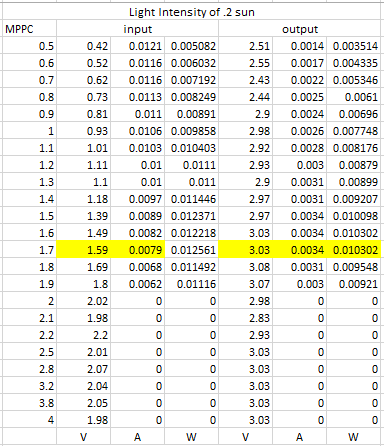 Light Intensity of .2 sun
MPPC input output
0.5 0.42 0.0121 0.005082 2.51 0.0014 0.003514
0.6 0.52 0.0116 0.006032 2.55 0.0017 0.004335
0.7 0.62 0.0116 0.007192 2.43 0.0022 0.005346
0.8 0.73 0.0113 0.008249 2.44 0.0025 0.0061
0.9 0.81 0.011 0.00891 2.9 0.0024 0.00696
1 0.93 0.0106 0.009858 2.98 0.0026 0.007748
1.1 1.01 0.0103 0.010403 2.92 0.0028 0.008176
1.2 1.11 0.01 0.0111 2.93 0.003 0.00879
1.3 1.1 0.01 0.011 2.9 0.0031 0.00899
1.4 1.18 0.0097 0.011446 2.97 0.0031 0.009207
1.5 1.39 0.0089 0.012371 2.97 0.0034 0.010098
1.6 1.49 0.0082 0.012218 3.03 0.0034 0.010302
1.7 1.59 0.0079 0.012561 3.03 0.0034 0.010302
1.8 1.69 0.0068 0.011492 3.08 0.0031 0.009548
1.9 1.8 0.0062 0.01116 3.07 0.003 0.00921
2 2.02 0 0 2.98 0 0
2.1 1.98 0 0 2.83 0 0
2.2 2.2 0 0 2.93 0 0
2.5 2.01 0 0 3.03 0 0
2.8 2.07 0 0 3.03 0 0
3.2 2.04 0 0 3.03 0 0
3.8 2.05 0 0 3.03 0 0
4 1.98 0 0 3.03 0 0
V A W V A W